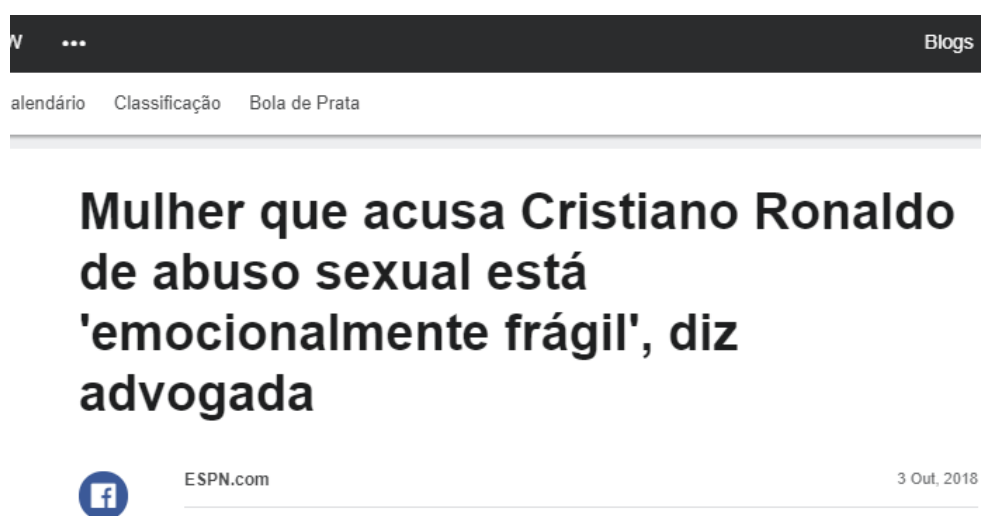 ••• Blogs
Classificação Bola de Prata
Mulher que acusa Cristiano Ronaldo
de abuso sexual está
'emocionalmente frágil', diz
advogada
ESPN.com 3 Out, 2018